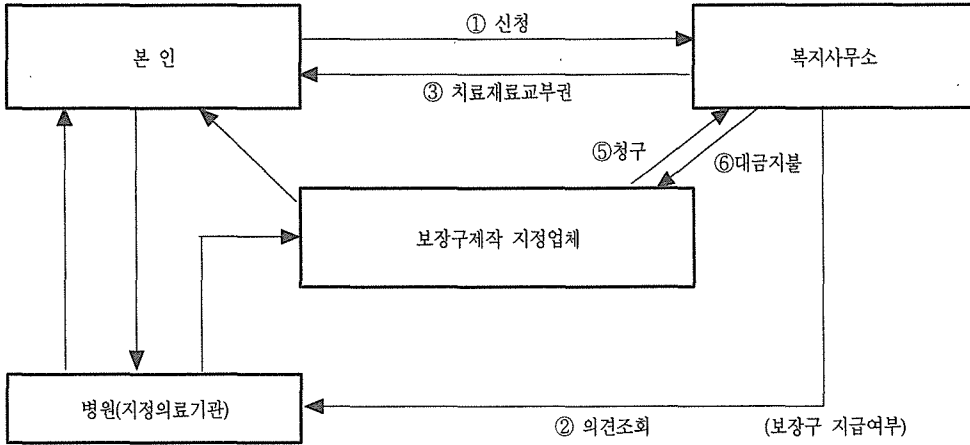 ① 신청
본 인
복지사무소
③ 치료재료교부권
⑤청구
⑥대금지불
보장구제작 지정업체
병원(지정의료기관)
② 의견조회
(보장구 지급여부)